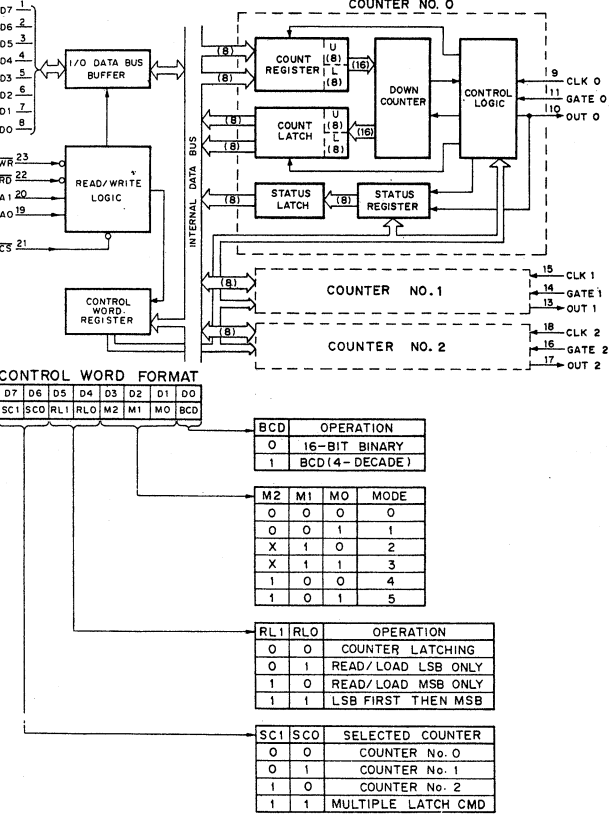 COUNTER NO. 0
D7 1
D6 2
D5 3
D4 4
D3 5
D2 6
D1 7
D0 8
I/O DATA BUS
BUFFER
WR 23
RD 22
A1 20
A0 19
CS 21
READ/WRITE
LOGIC
CONTROL
WORD
REGISTER
INTERNAL DATA BUS
(8)
(8)
COUNT
REGISTER
U
(8)
L
(8)
(16)
DOWN
COUNTER
CONTROL
LOGIC
9 CLK 0
11 GATE 0
10 OUT 0
(8)
(8)
COUNT
LATCH
U
(8)
L
(8)
(16)
(8)
STATUS
LATCH
(8)
STATUS
REGISTER
(8)
COUNTER NO.1
15 CLK 1
14 GATE 1
13 OUT 1
(8)
COUNTER NO.2
18 CLK 2
16 GATE 2
17 OUT 2
CONTROL WORD FORMAT
D7 D6 D5 D4 D3 D2 D1 D0
SC1 SC0 RL1 RL0 M2 M1 M0 BCD
BCD OPERATION
0 16-BIT BINARY
1 BCD(4-DECADE)
M2 M1 M0 MODE
0 0 0 0
0 0 1 1
X 1 0 2
X 1 1 3
1 0 0 4
1 0 1 5
RL1 RL0 OPERATION
0 0 COUNTER LATCHING
0 1 READ/LOAD LSB ONLY
1 0 READ/LOAD MSB ONLY
1 1 LSB FIRST THEN MSB
SC1 SC0 SELECTED COUNTER
0 0 COUNTER No. 0
0 1 COUNTER No. 1
1 0 COUNTER No. 2
1 1 MULTIPLE LATCH CMD